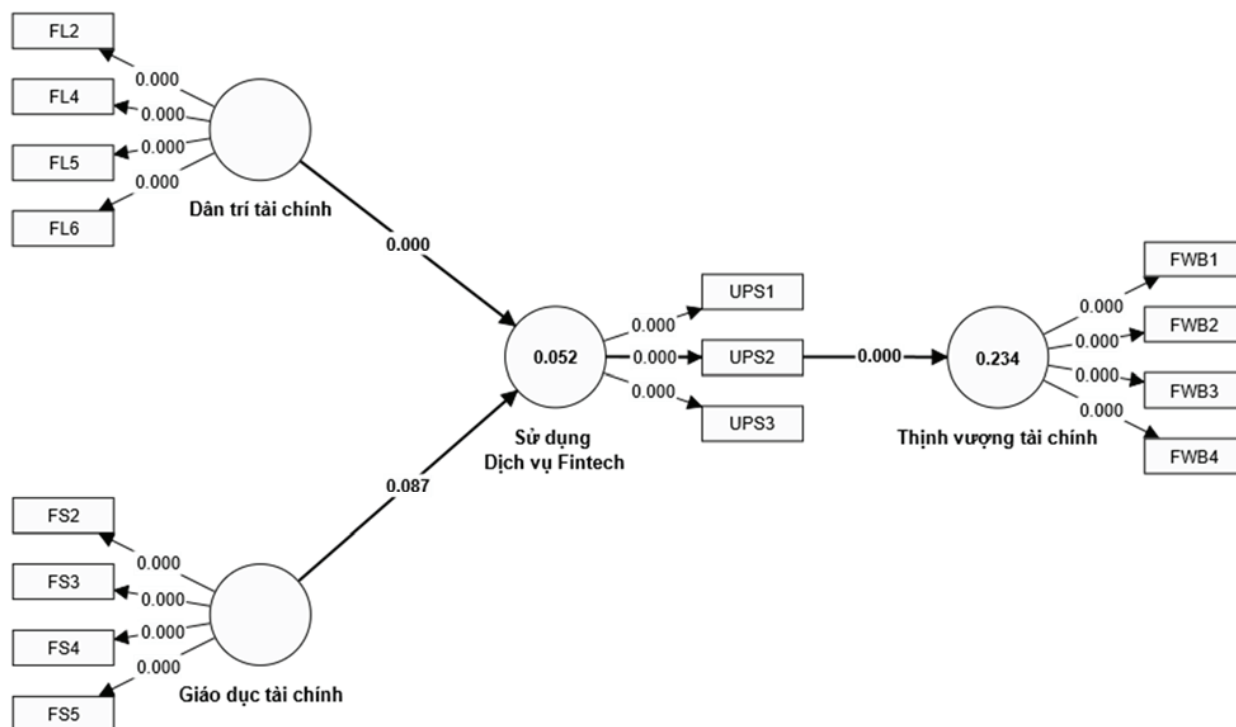 FL2
0.000
FL4
0.000
FL5
0.000
0.000
FL6
Dân trí tài chính
0.000
UPS1
0.000
0.052
0.000
UPS2
0.000
0.000
UPS3
Sử dụng
Dịch vụ Fintech
0.234
Thịnh vượng tài chính
FWB1
0.000
FWB2
0.000
0.000
FWB3
0.000
FWB4
0.087
FS2
0.000
FS3
0.000
0.000
FS4
0.000
FS5
Giáo dục tài chính